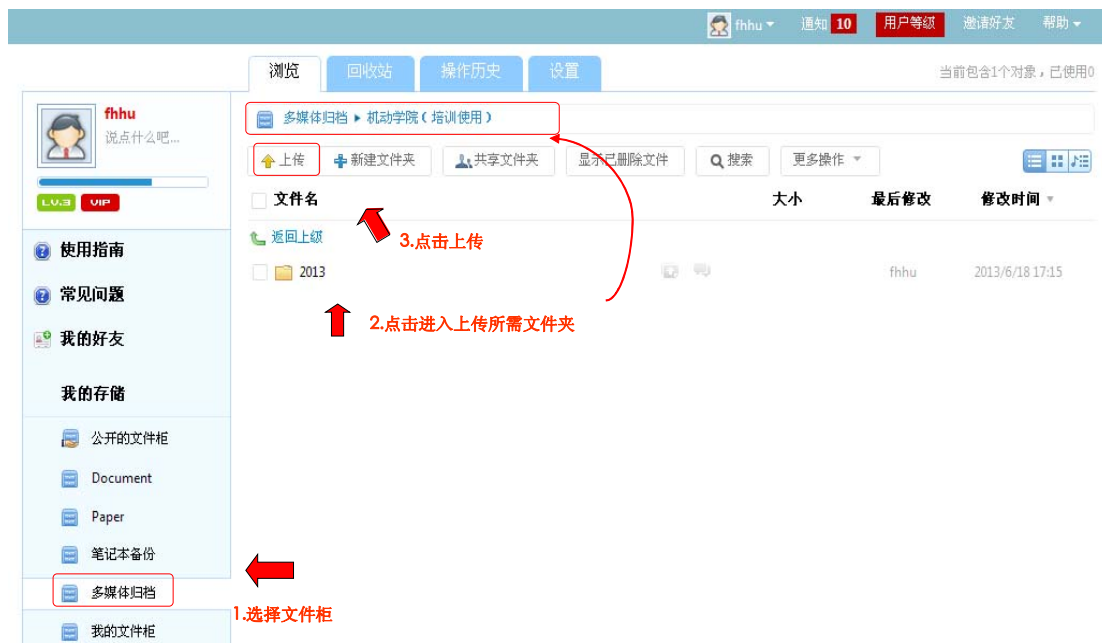 fhhu 通知 10 用户等级 邀请好友 帮助
浏览 回收站 操作历史 设置 当前包含1个对象，已使用0
fhhu
说点什么吧...
LV.3 VIP
使用指南
常见问题
我的好友
我的存储
公开的文件柜
Document
Paper
笔记本备份
多媒体归档
我的文件柜
多媒体归档 ▶ 机动学院（培训使用）
上传 新建文件夹 共享文件夹 显示已删除文件 搜索 更多操作
文件名 大小 最后修改 修改时间
返回上级
3.点击上传
2013 fhhu 2013/6/18 17:15
2.点击进入上传所需文件夹
1.选择文件柜